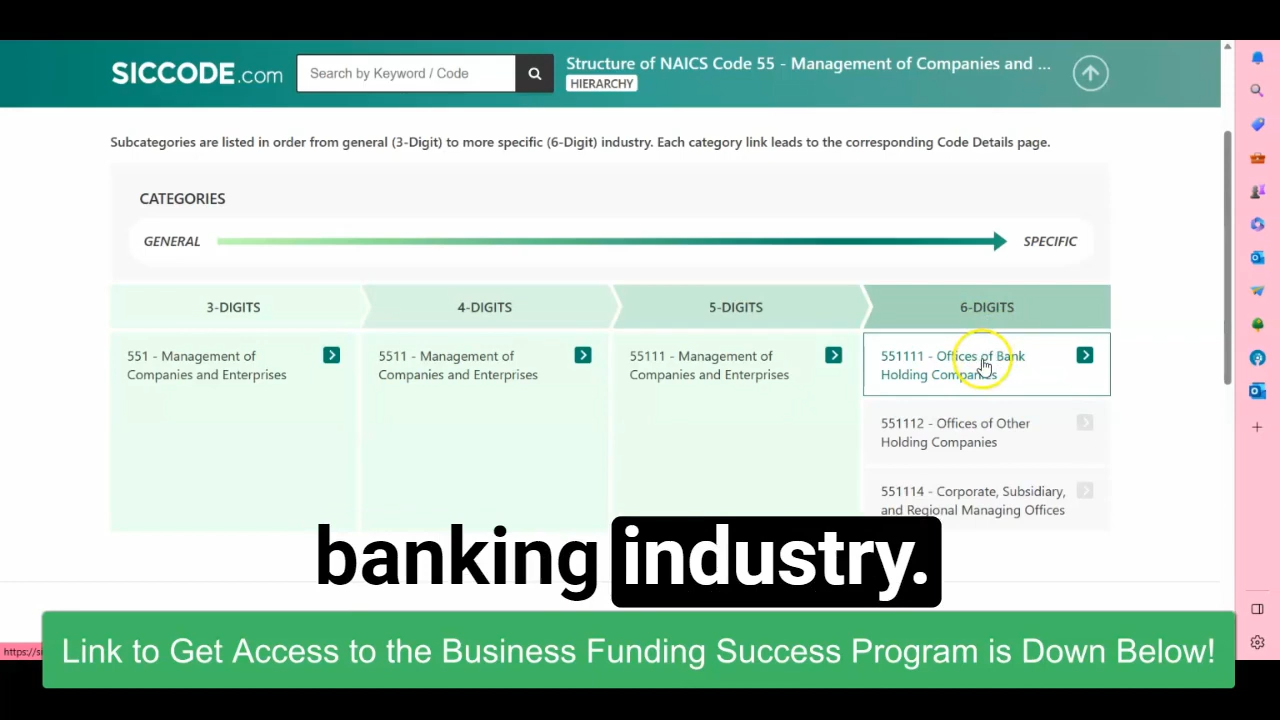 SICCODE.com
Search by Keyword / Code
Structure of NAICS Code 55 - Management of Companies and ...
HIERARCHY
Subcategories are listed in order from general (3-Digit) to more specific (6-Digit) industry. Each category link leads to the corresponding Code Details page.
CATEGORIES
GENERAL
SPECIFIC
3-DIGITS
4-DIGITS
5-DIGITS
6-DIGITS
551 - Management of
Companies and Enterprises
5511 - Management of
Companies and Enterprises
55111 - Management of
Companies and Enterprises
551111 - Offices of Bank
Holding Companies
551112 - Offices of Other
Holding Companies
551114 - Corporate, Subsidiary,
and Regional Managing Offices
banking industry.
https://si
Link to Get Access to the Business Funding Success Program is Down Below!